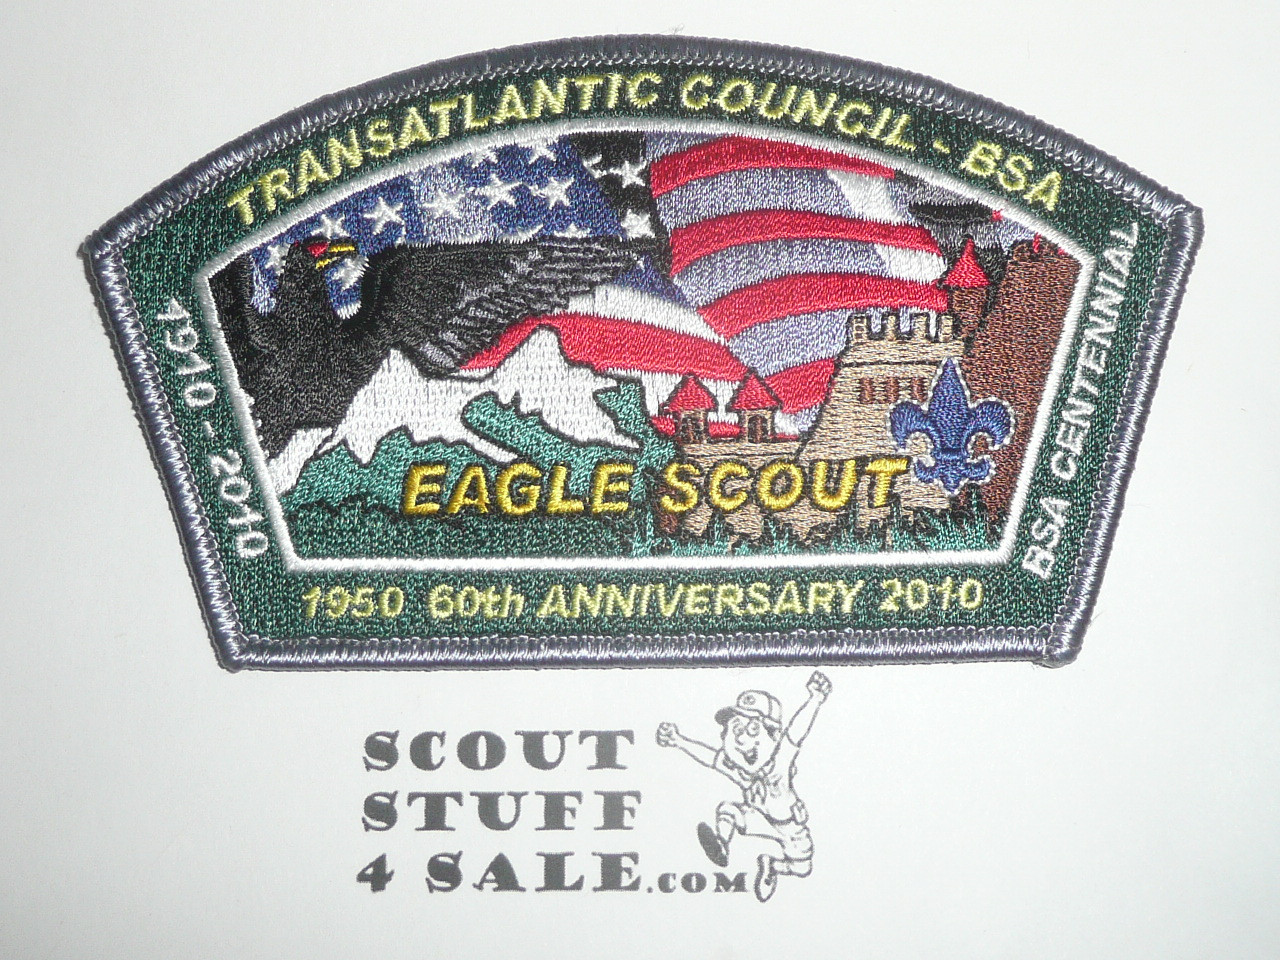 TRANSATLANTIC COUNCIL - BSA
1910 - 2010
BSA CENTENNIAL
EAGLE SCOUT
1950 60th ANNIVERSARY 2010
SCOUT
STUFF
4 SALE.COM